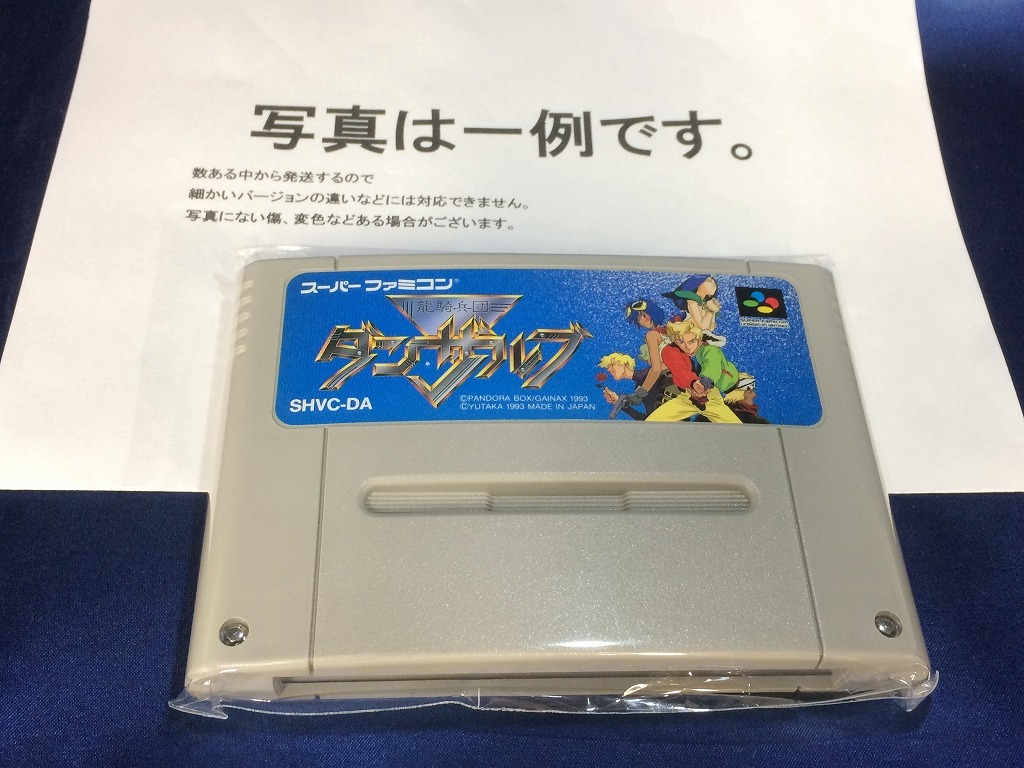 写真は一例です。
数ある中から発送するので
細かいバージョンの違いなどには対応できません。
写真にない傷、変色などある場合がございます。
スーパーファミコン
龍騎兵団
ダンザルブ
SHVC-DA
©PANDORA BOX/GAINAX 1993
©YUTAKA 1993 MADE IN JAPAN